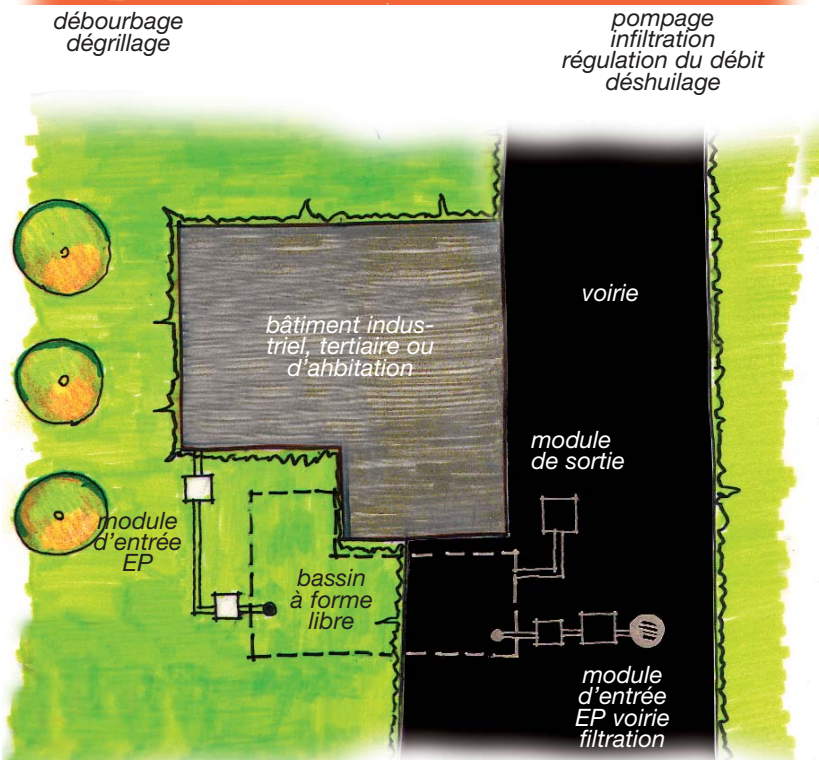 débourbage
dégrillage
pompage
infiltration
régulation du débit
déshuilage
voirie
bâtiment indus-
triel, tertiaire ou
d'ahbitation
module
de sortie
module
d'entrée
EP
bassin
à forme
libre
module
d'entrée
EP voirie
filtration